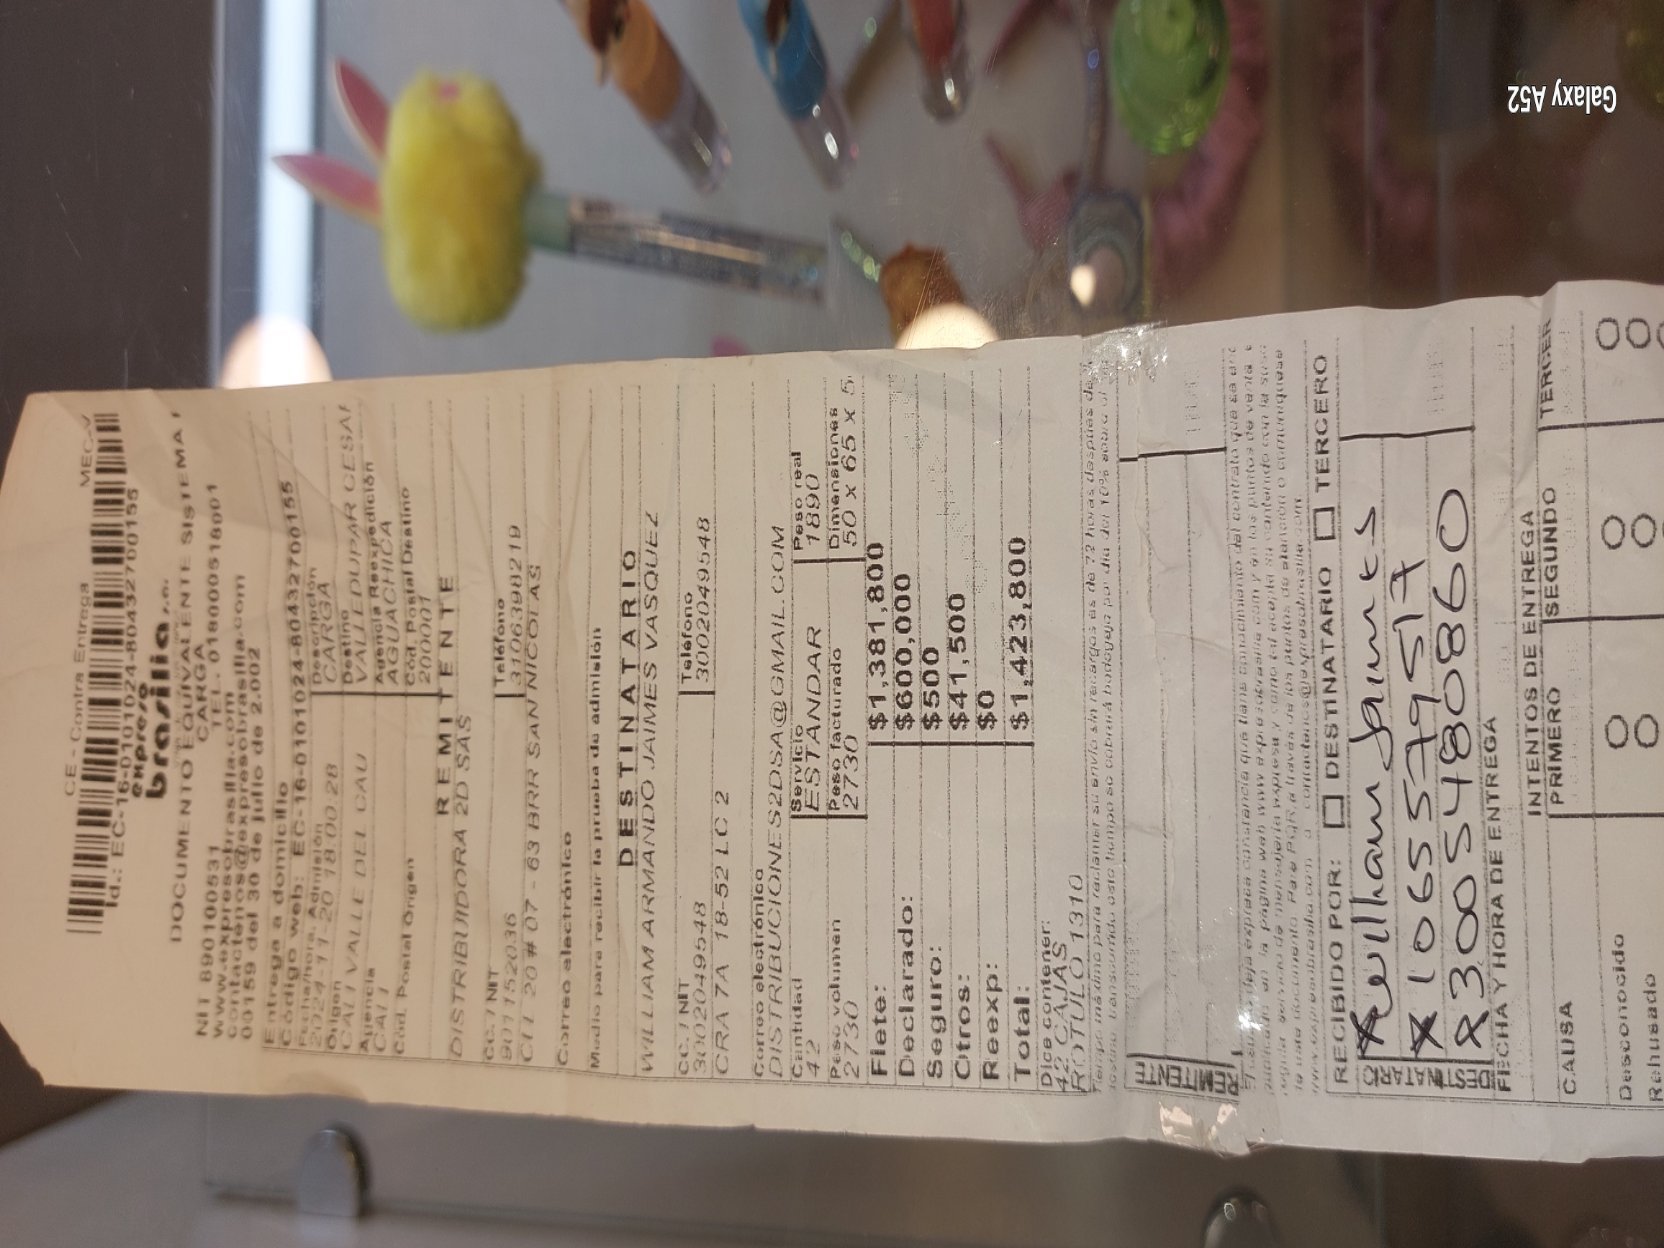 CE - Contra Entrega
Id.: EC-16-0101024-8043270015
expreso
brasilia s.a.
DOCUMENTO EQUIVALENTE SISTEMA
CARGA
NIT 890100531 TEL. 0180000518001
www.expresobrasilia.com
contactenos@expresobrasilia.com
00159 del 30 de julio de 2.002
Entrega a domicilio
Código web: EC-16-0101024-80432700155
Fecha/hora. Admisión Descripción
2024-11-20 18:00:28 CARGA
Origen Destino
CALI VALLE DEL CAU VALLEDUPAR CESAR
Agencia Agencia Reexpedición
CALI AGUACHICA
Cód. Postal Origen Cód. Postal Destino
200001
REMITENTE
DISTRIBUIDORA 2D SAS
CC. / NIT Teléfono
901152036 3106398219
CLL 20 # 07 - 63 BRR SAN NICOLAS
Correo electrónico
Medio para recibir la prueba de admisión
DESTINATARIO
WILLIAM ARMANDO JAIMES VASQUEZ
CC. / NIT Teléfono
3002049548 3002049548
CRA 7A 18-52 LC 2
Correo electrónico
DISTRIBUCIONES2DSA@GMAIL.COM
Cantidad Servicio Peso real
42 ESTANDAR 1890
Peso volumen Peso facturado Dimensiones
2730 2730 50 x 65 x 5
Flete: $1,381,800
Declarado: $600,000
Seguro: $500
Otros: $41,500
Reexp: $0
Total: $1,423,800
Dice contener:
42 CAJAS
ROTULO 1310
REMITENTE
RECIBIDO POR: DESTINATARIO TERCERO
DESTINATARIO
Jaimes
1065579517
3005480860
FECHA Y HORA DE ENTREGA
INTENTOS DE ENTREGA
CAUSA PRIMERO SEGUNDO TERCER
Desconocido
Rehusado
Galaxy A52